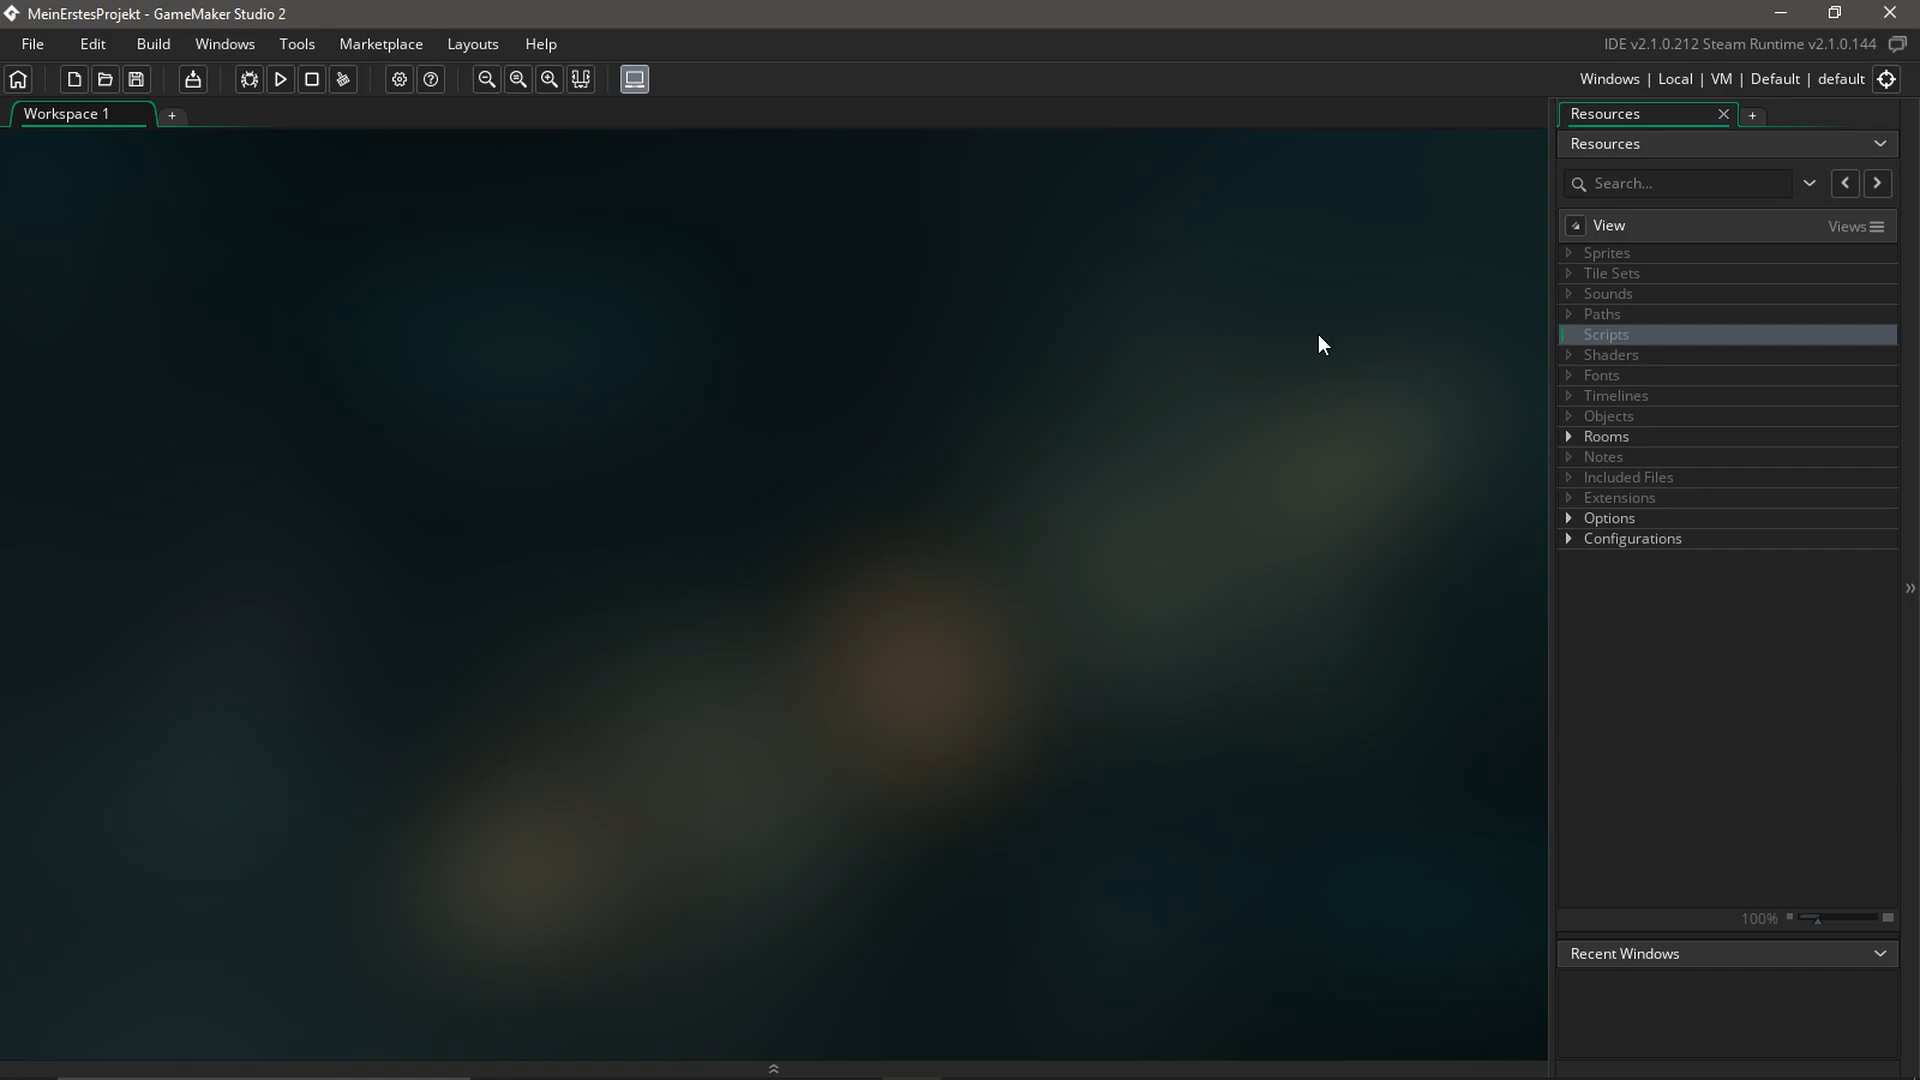 MeinErstesProjekt - GameMaker Studio 2
File Edit Build Windows Tools Marketplace Layouts Help
IDE v2.1.0.212 Steam Runtime v2.1.0.144
Windows | Local | VM | Default | default
Workspace 1 +
Resources +
Resources
Search...
View Views
Sprites
Tile Sets
Sounds
Paths
Scripts
Shaders
Fonts
Timelines
Objects
Rooms
Notes
Included Files
Extensions
Options
Configurations
100%
Recent Windows